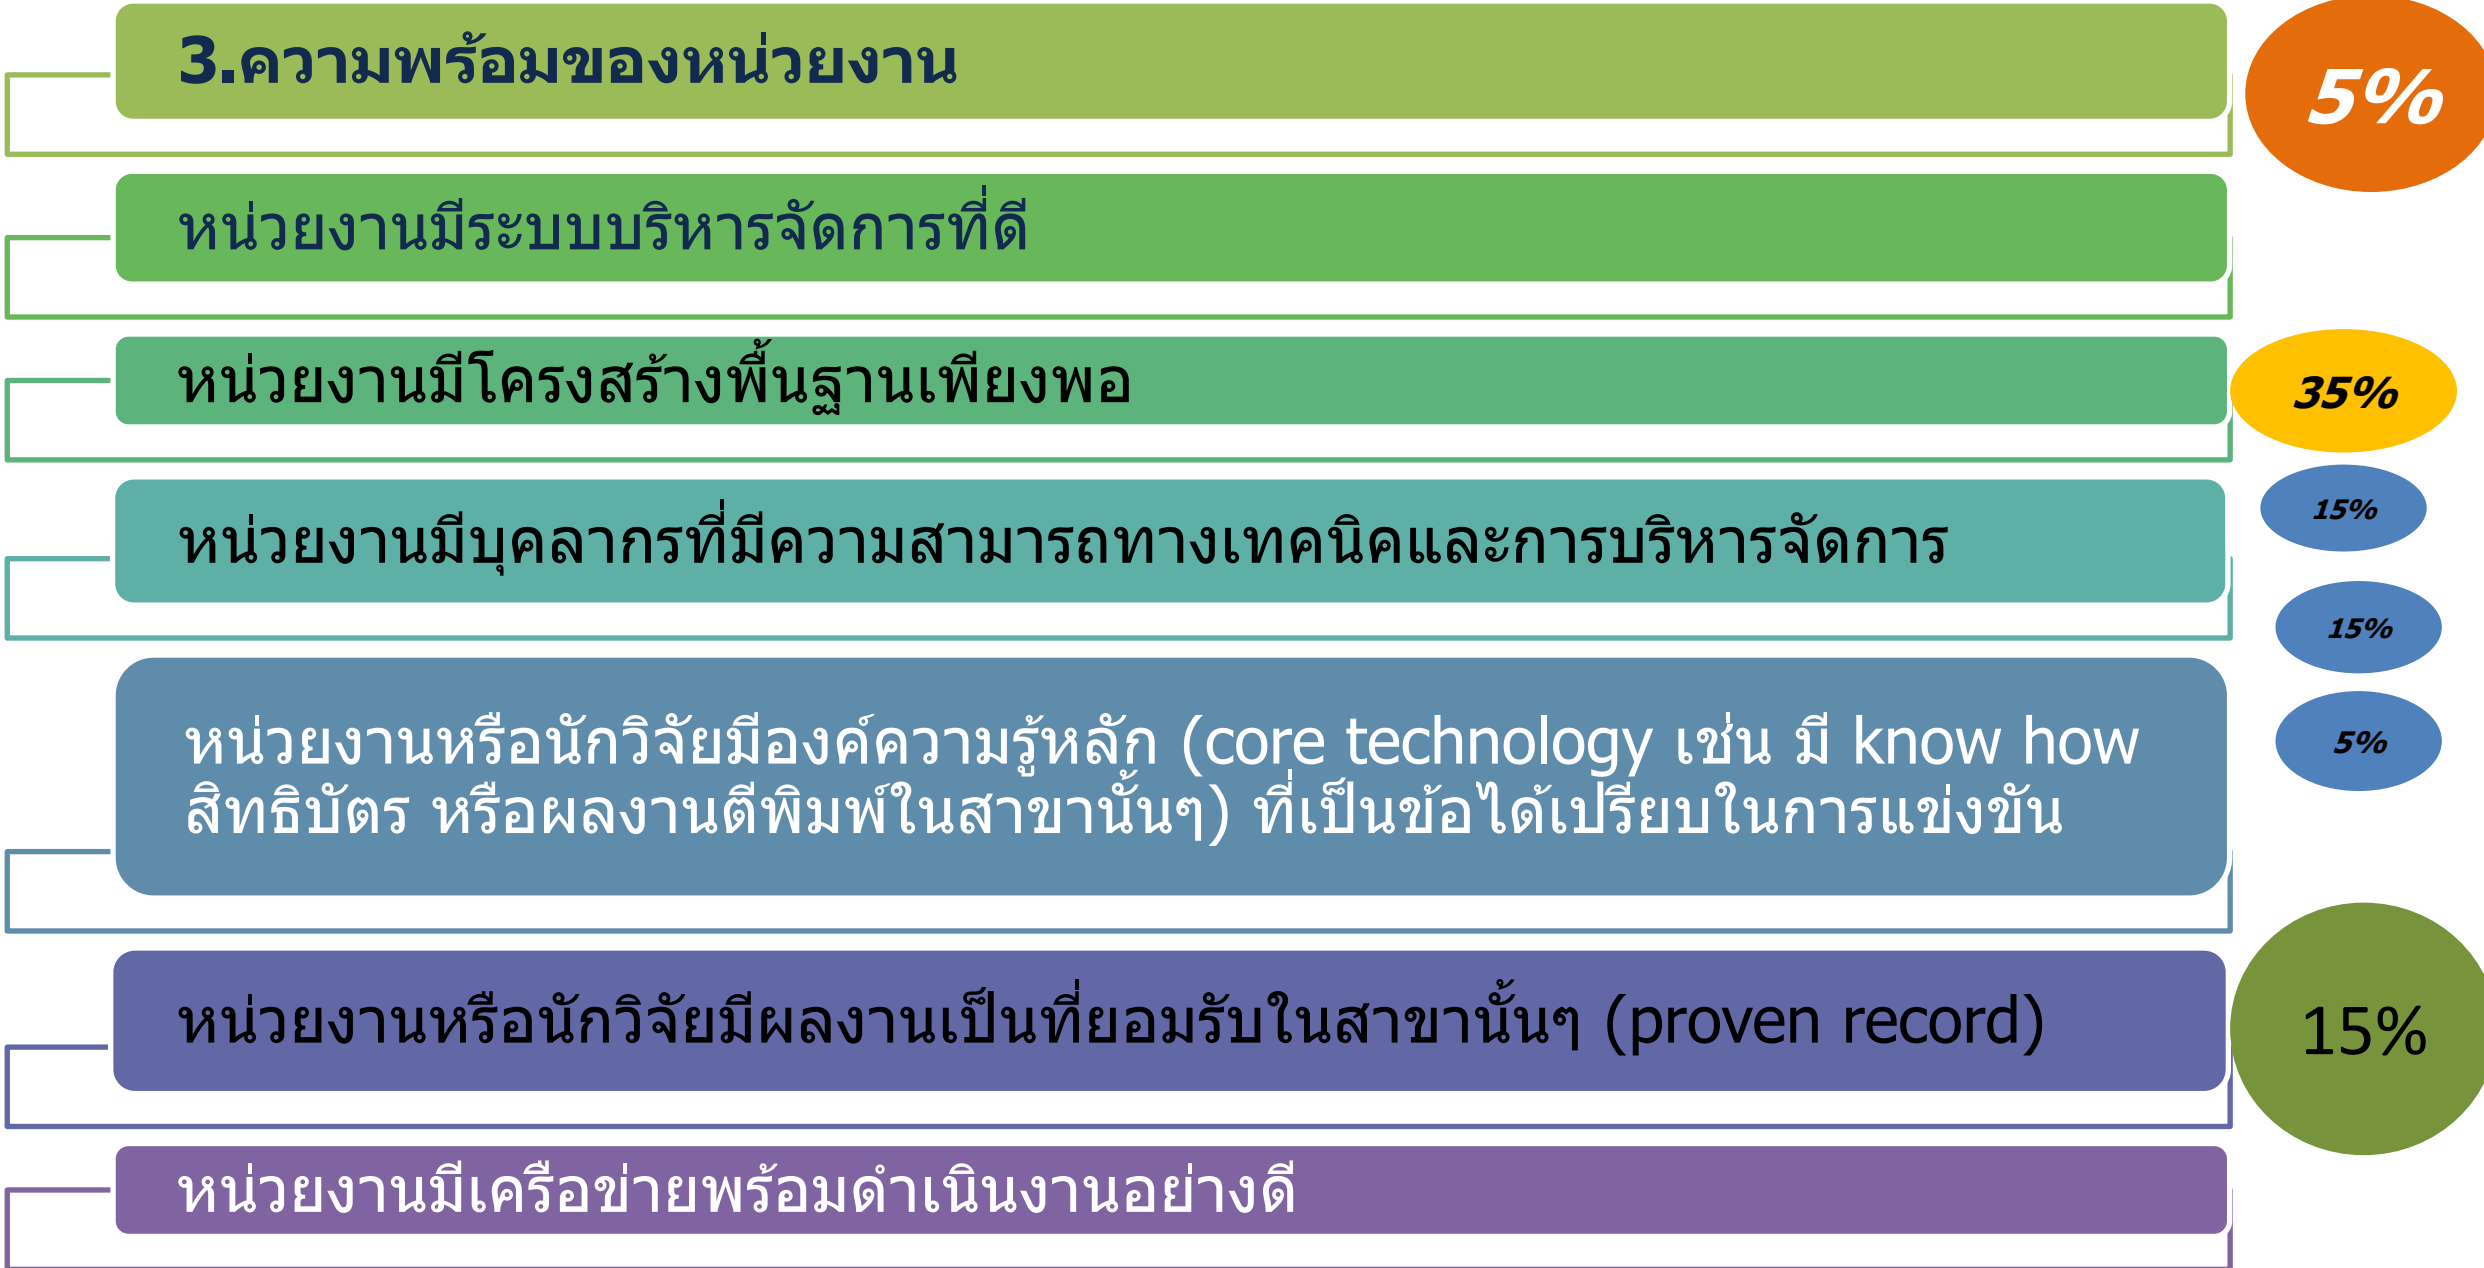 3.ความพร้อมของหน่วยงาน
5%
หน่วยงานมีระบบบริหารจัดการที่ดี
หน่วยงานมีโครงสร้างพื้นฐานเพียงพอ
35%
15%
หน่วยงานมีบุคลากรที่มีความสามารถทางเทคนิคและการบริหารจัดการ
15%
หน่วยงานหรือนักวิจัยมีองค์ความรู้หลัก (core technology เช่น มี know how
5%
สิทธิบัตร หรือผลงานตีพิมพ์ในสาขานั้นๆ) ที่เป็นข้อได้เปรียบในการแข่งขัน
หน่วยงานหรือนักวิจัยมีผลงานเป็นที่ยอมรับในสาขานั้นๆ (proven record)
15%
หน่วยงานมีเครือข่ายพร้อมดำเนินงานอย่างดี